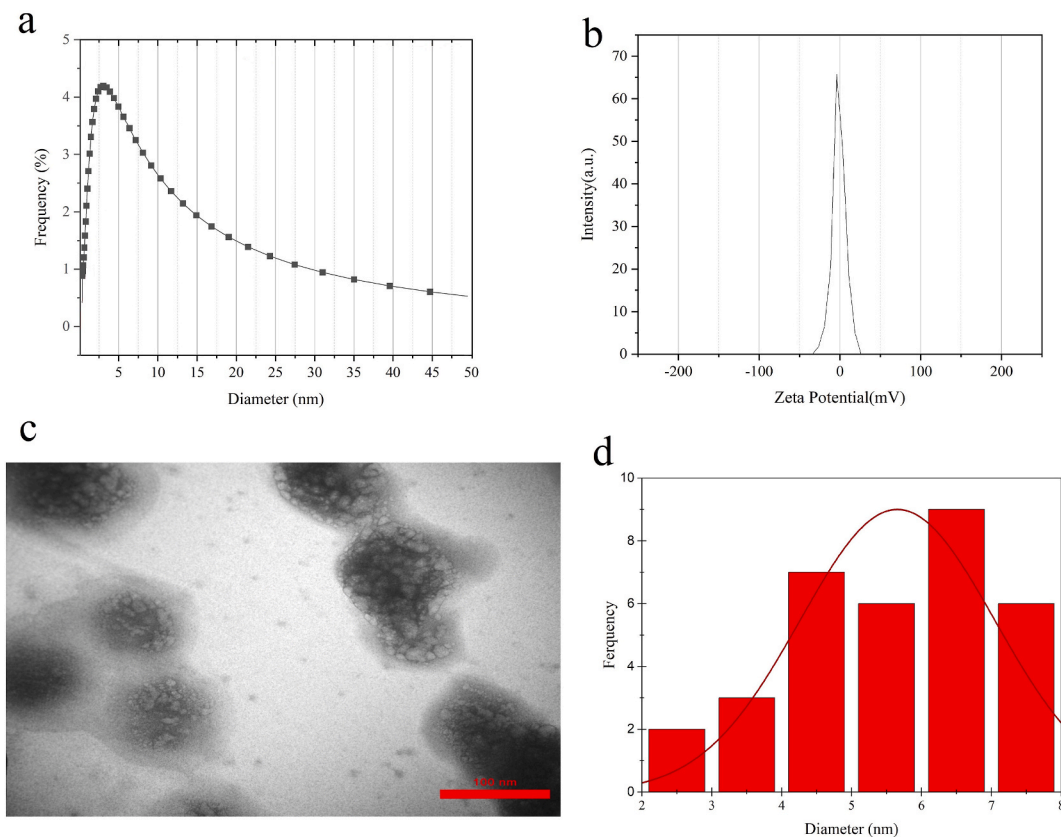 a
5
4
3
2
1
0
Frequency (%)
5 10 15 20 25 30 35 40 45 50
Diameter (nm)
b
70
60
50
40
30
20
10
0
Intensity(a.u.)
-200 -100 0 100 200
Zeta Potential(mV)
c
100 nm
d
10
8
6
4
2
0
Ferquency
2 3 4 5 6 7 8
Diameter (nm)